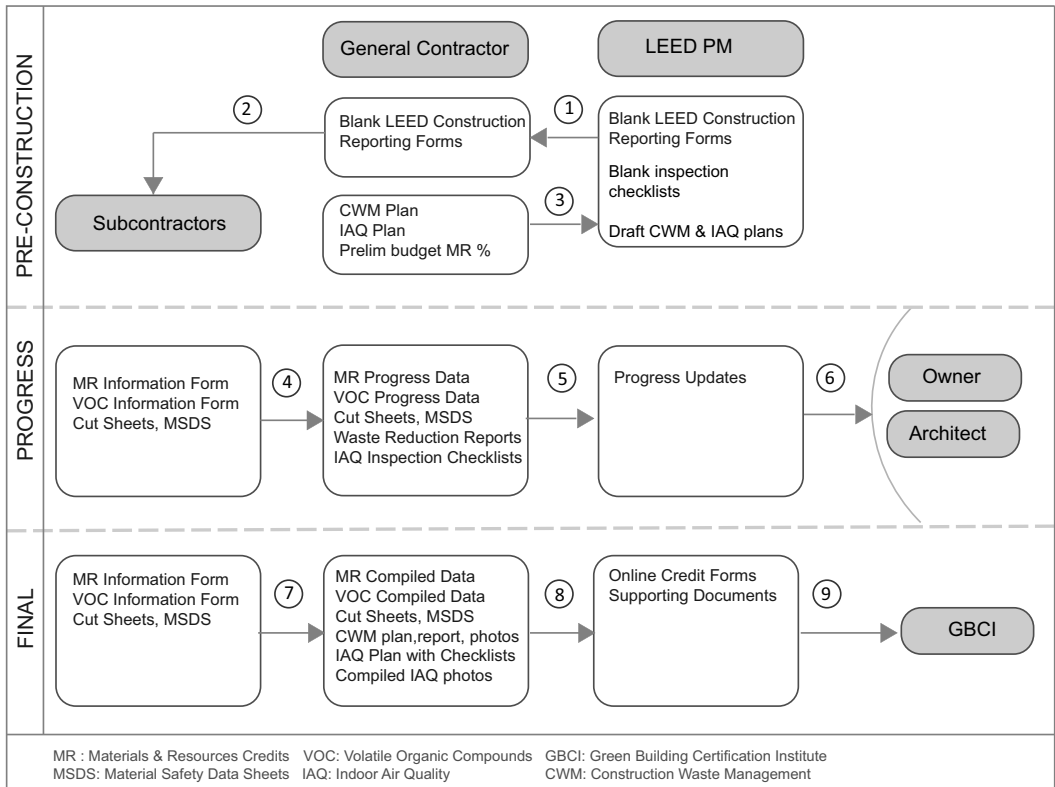 General Contractor
LEED PM
PRE-CONSTRUCTION
2
1
Blank LEED Construction
Reporting Forms
Blank LEED Construction
Reporting Forms
Blank inspection
checklists
Draft CWM & IAQ plans
Subcontractors
CWM Plan
IAQ Plan
Prelim budget MR %
3
PROGRESS
MR Information Form
VOC Information Form
Cut Sheets, MSDS
4
MR Progress Data
VOC Progress Data
Cut Sheets, MSDS
Waste Reduction Reports
IAQ Inspection Checklists
5
Progress Updates
6
Owner
Architect
FINAL
MR Information Form
VOC Information Form
Cut Sheets, MSDS
7
MR Compiled Data
VOC Compiled Data
Cut Sheets, MSDS
CWM plan,report, photos
IAQ Plan with Checklists
Compiled IAQ photos
8
Online Credit Forms
Supporting Documents
9
GBCI
MR : Materials & Resources Credits VOC: Volatile Organic Compounds GBCI: Green Building Certification Institute
MSDS: Material Safety Data Sheets IAQ: Indoor Air Quality CWM: Construction Waste Management